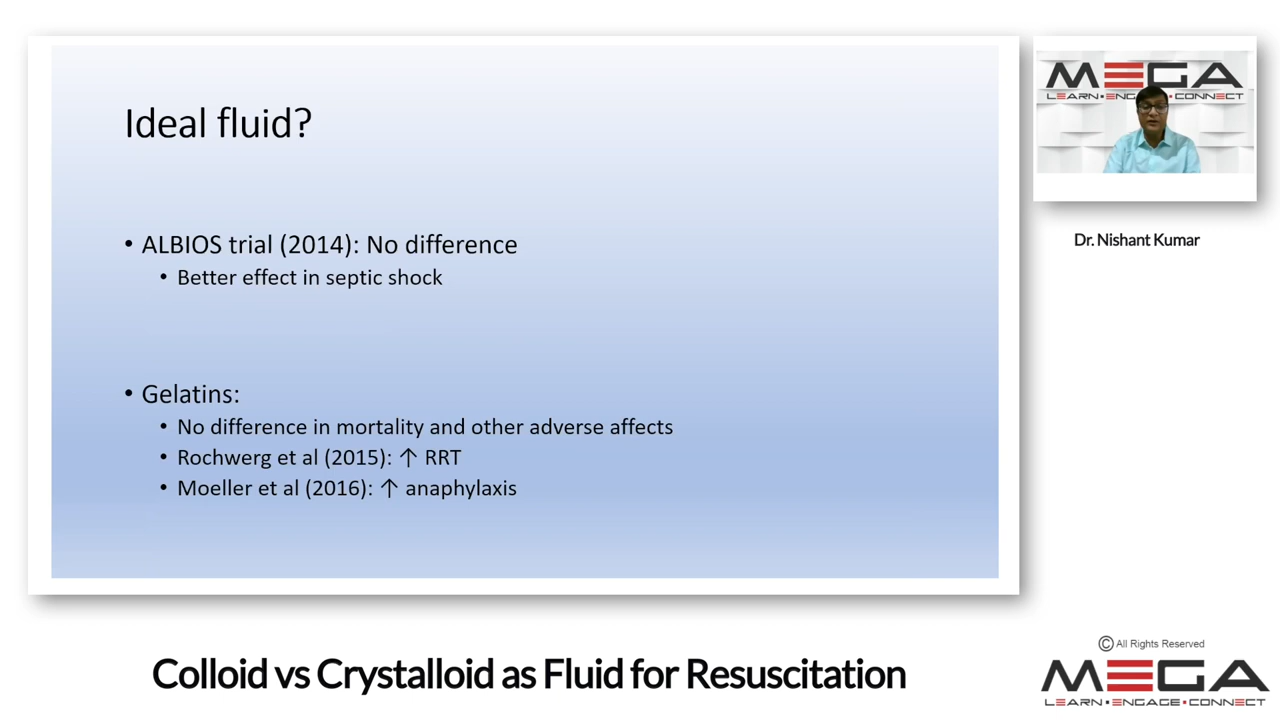 Ideal fluid?
• ALBIOS trial (2014): No difference
• Better effect in septic shock
• Gelatins:
• No difference in mortality and other adverse affects
• Rochwerg et al (2015): ↑ RRT
• Moeller et al (2016): ↑ anaphylaxis
MEGA
LEARN•ENG CONNECT
Dr. Nishant Kumar
Colloid vs Crystalloid as Fluid for Resuscitation
© All Rights Reserved
MEGA
LEARN•ENGAGE•CONNECT